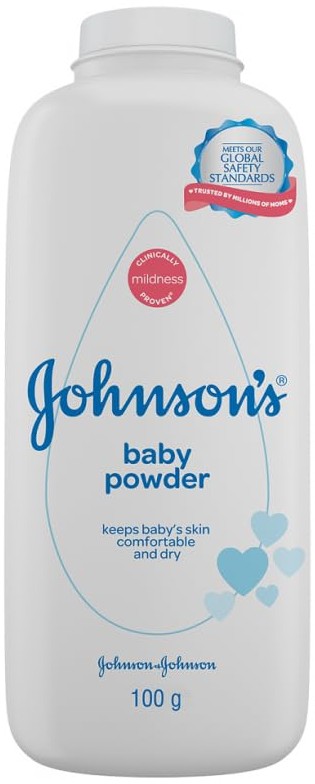 MEETS OUR
GLOBAL
SAFETY
STANDARDS
♥TRUSTED BY MILLIONS OF MOMS♥
CLINICALLY
mildness
PROVEN®
Johnson's®
baby
powder
keeps baby's skin
comfortable
and dry
Johnson&Johnson
100 g